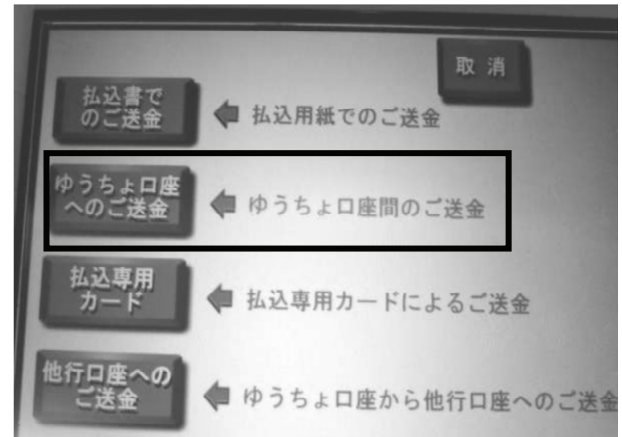 取 消
払込書で
のご送金
払込用紙でのご送金
ゆうちょ口座
へのご送金
ゆうちょ口座間のご送金
払込専用
カード
払込専用カードによるご送金
他行口座への
ご送金
ゆうちょ口座から他行口座へのご送金